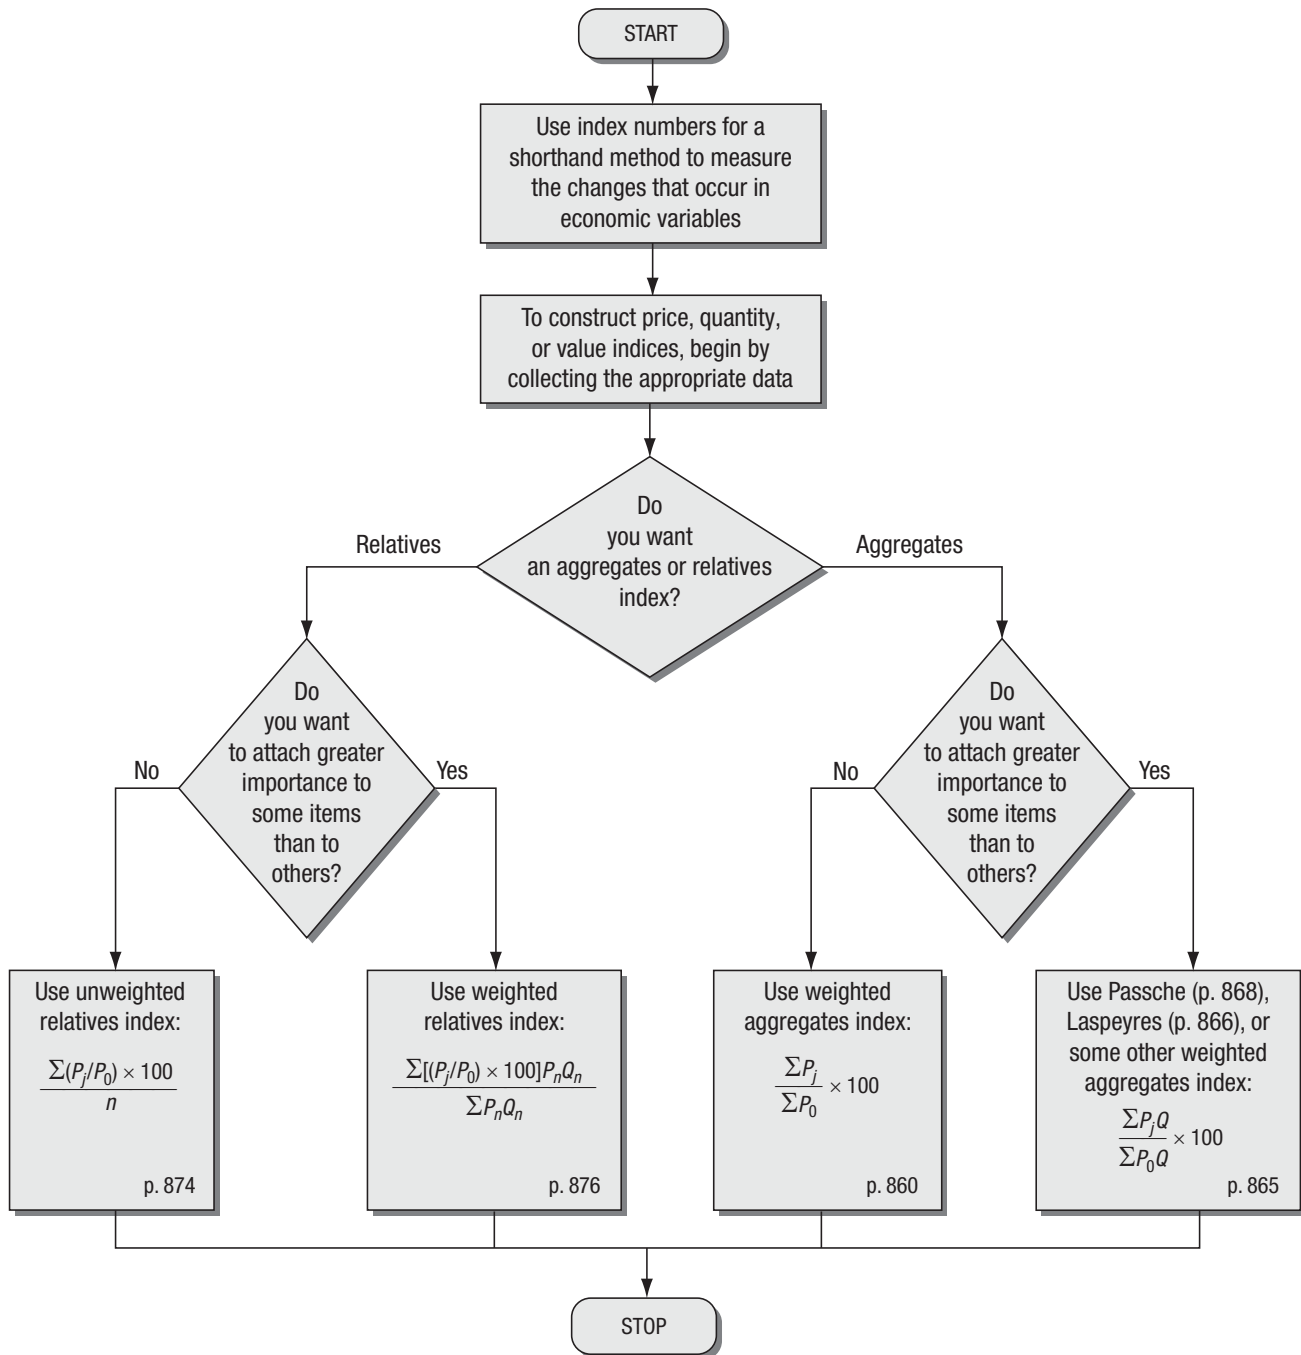 START
Use index numbers for a
shorthand method to measure
the changes that occur in
economic variables
To construct price, quantity,
or value indices, begin by
collecting the appropriate data
Do
you want
an aggregates or relatives
index?
Relatives
Aggregates
Do
you want
to attach greater
importance to
some items
than to
others?
No
Yes
Do
you want
to attach greater
importance to
some items
than to
others?
No
Yes
Use unweighted
relatives index:
Σ(Pj/P0) × 100
n
p. 874
Use weighted
relatives index:
Σ[(Pj/P0) × 100]PnQn
ΣPnQn
p. 876
Use weighted
aggregates index:
ΣPj
ΣP0
× 100
p. 860
Use Passche (p. 868),
Laspeyres (p. 866), or
some other weighted
aggregates index:
ΣPjQ
ΣP0Q
× 100
p. 865
STOP